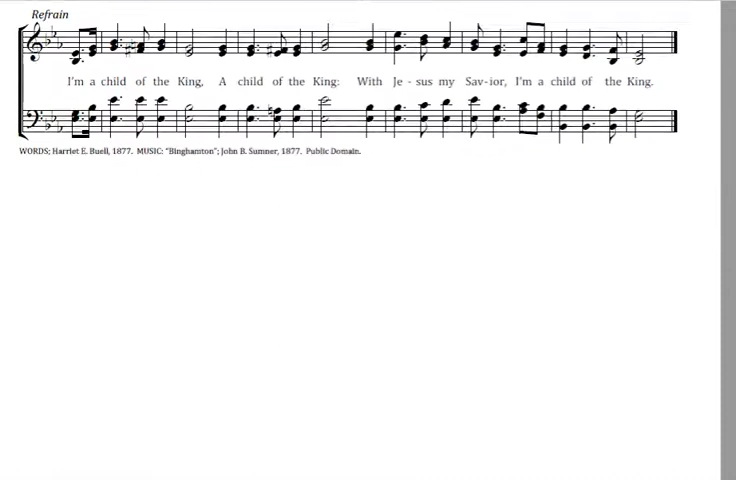 Refrain
I'm a child of the King, A child of the King: With Je - sus my Sav-ior, I'm a child of the King.
WORDS; Harriet E. Buell, 1877. MUSIC: "Binghamton"; John B. Sumner, 1877. Public Domain.